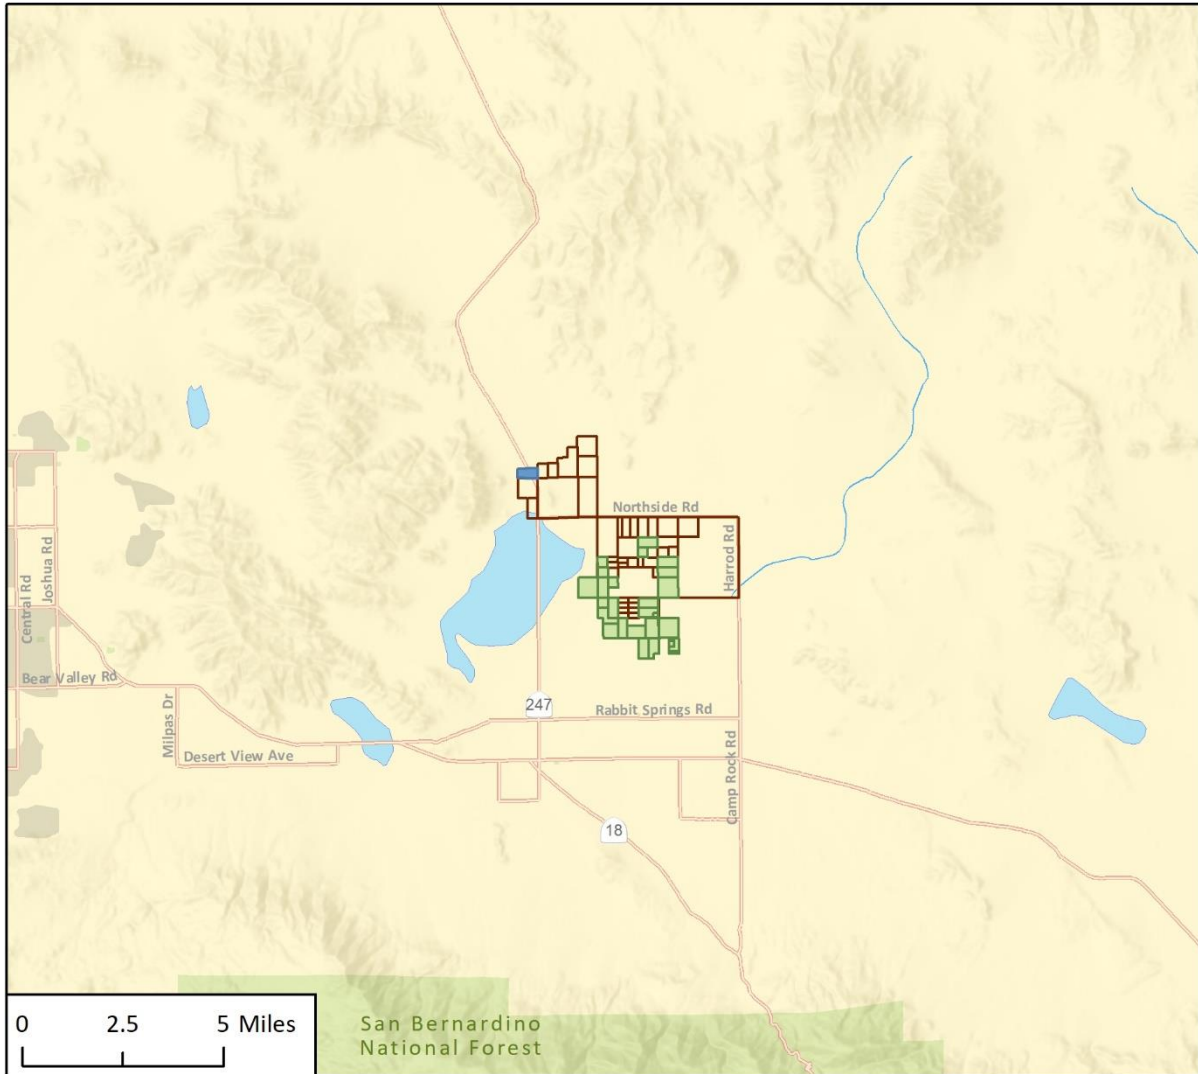 Northside Rd
Harrod Rd
Joshua Rd
Central Rd
Bear Valley Rd
Milpas Dr
247
Rabbit Springs Rd
Desert View Ave
Camp Rock Rd
18
0 2.5 5 Miles
San Bernardino
National Forest